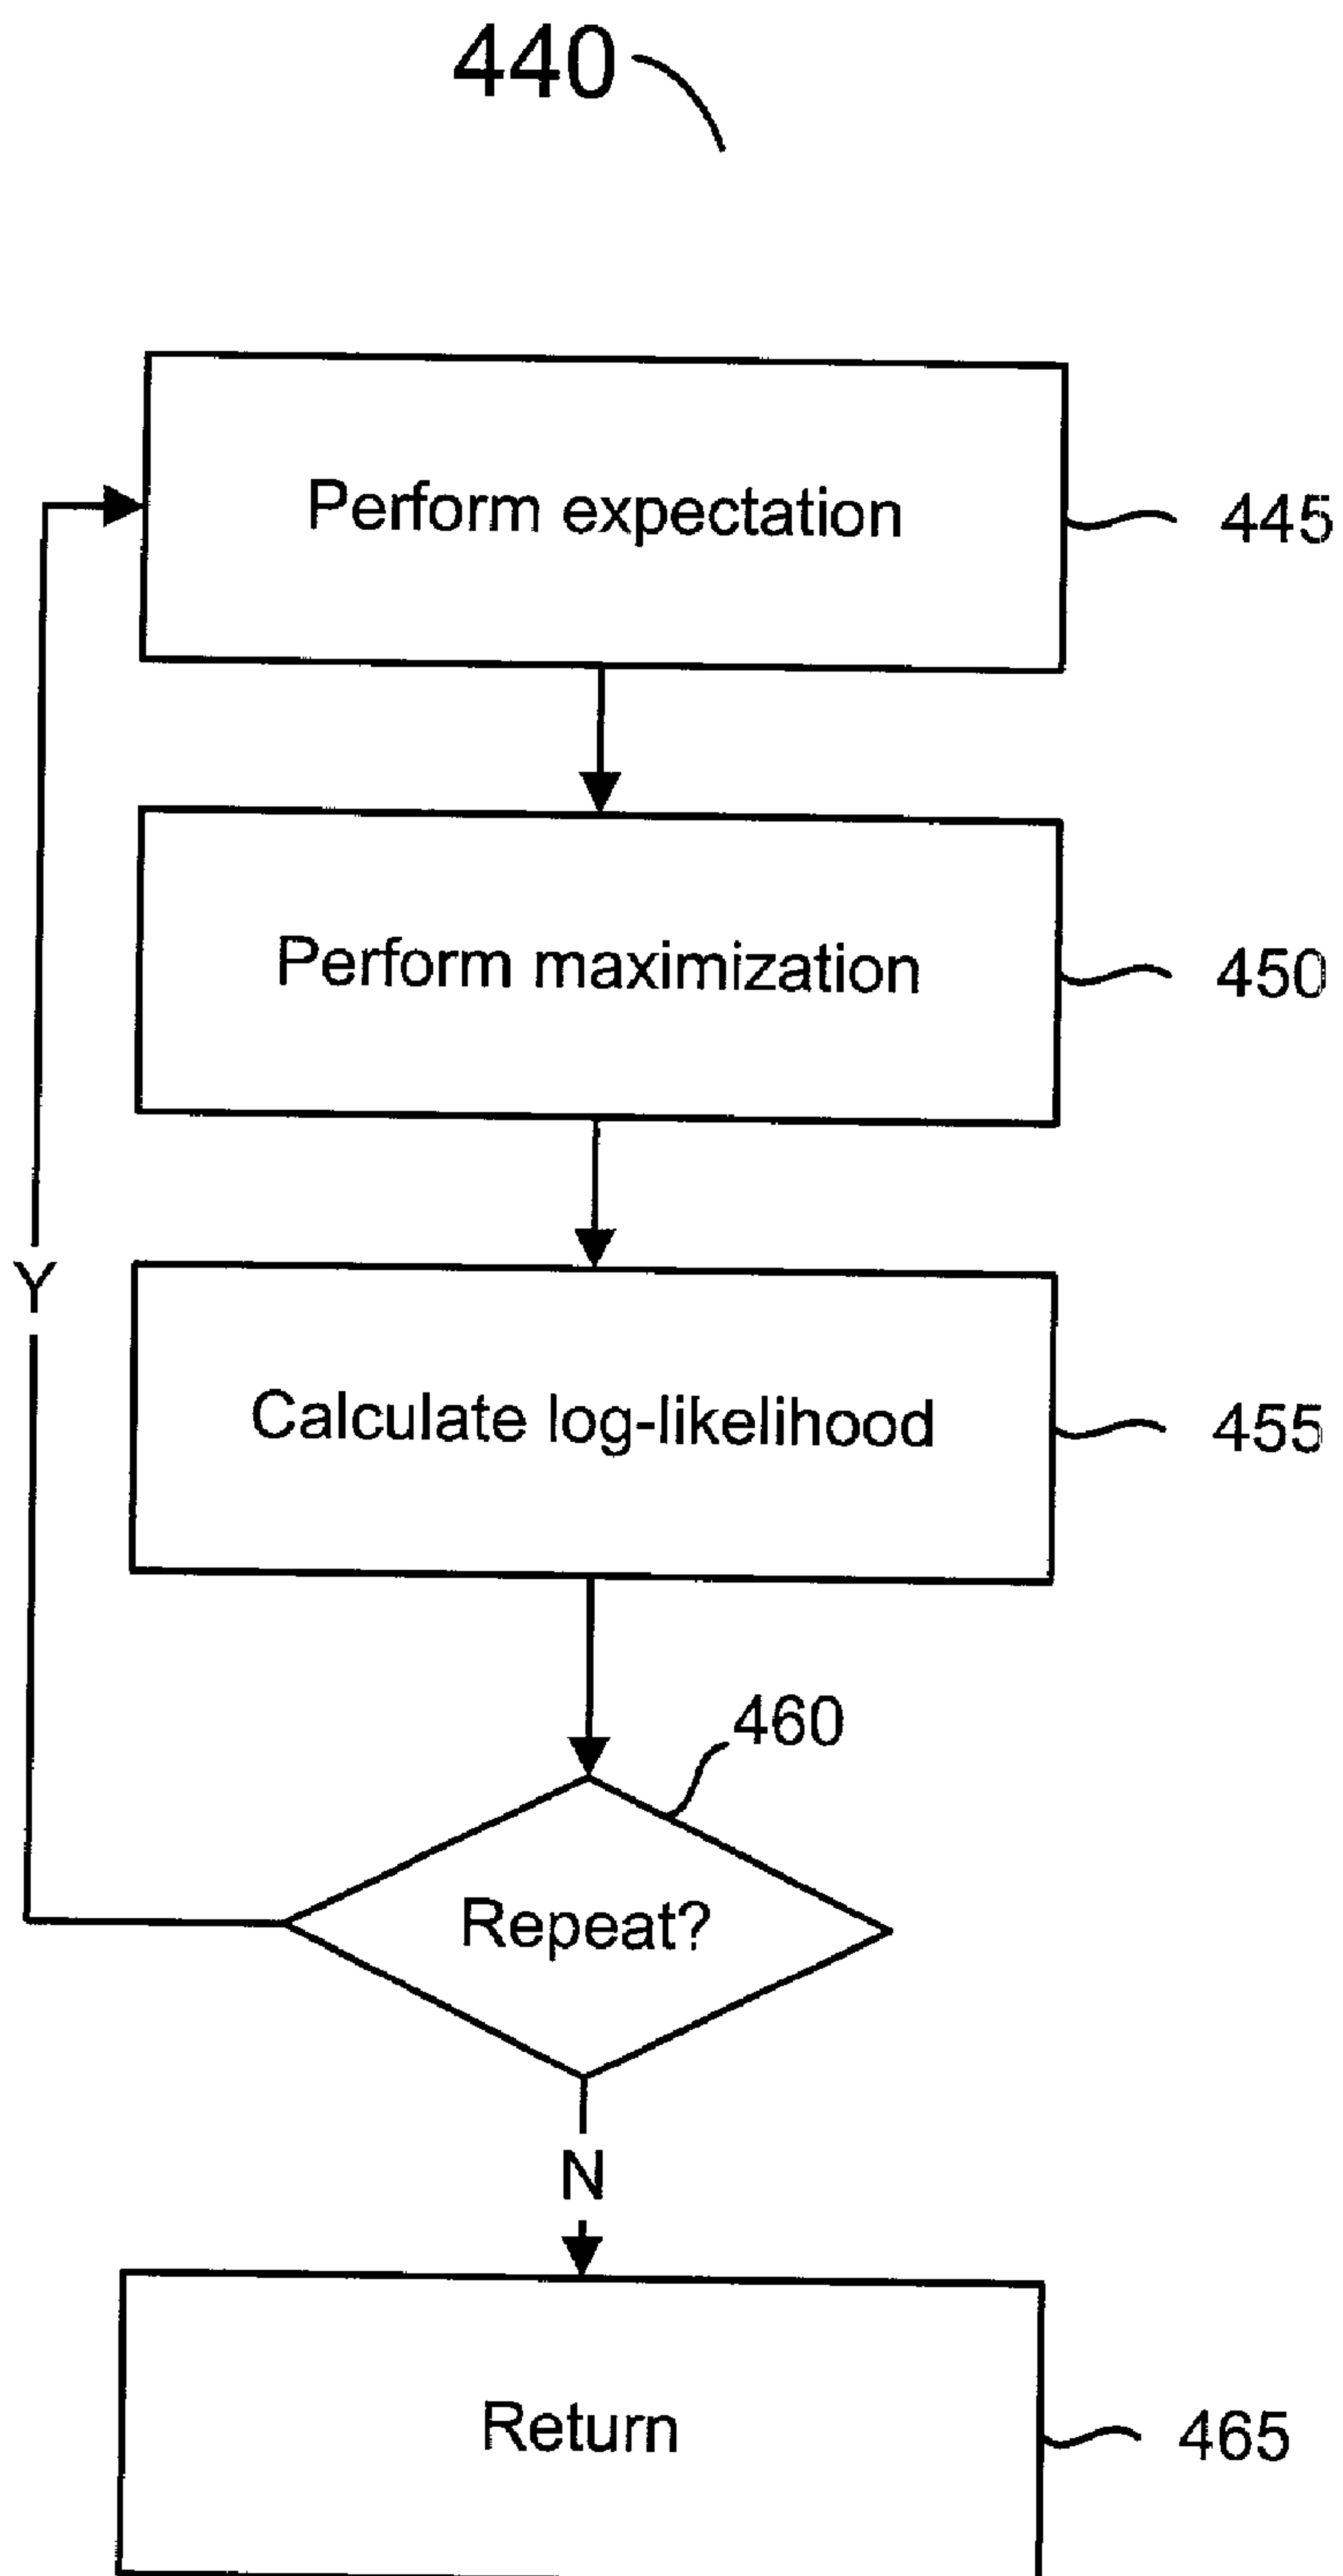 440
Perform expectation
445
Perform maximization
450
Y
Calculate log-likelihood
455
460
Repeat?
N
Return
465